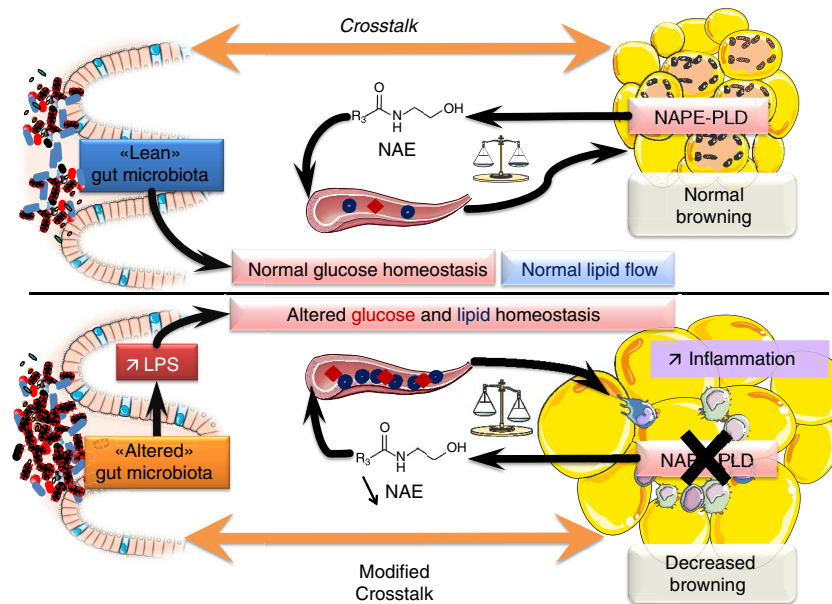 Crosstalk
NAPE-PLD
O
R3
N
H
OH
NAE
«Lean»
gut microbiota
Normal
browning
Normal glucose homeostasis
Normal lipid flow
Altered glucose and lipid homeostasis
↗ LPS
↗ Inflammation
«Altered»
gut microbiota
O
R3
N
H
OH
↘ NAE
NAPE-PLD
Modified
Crosstalk
Decreased
browning